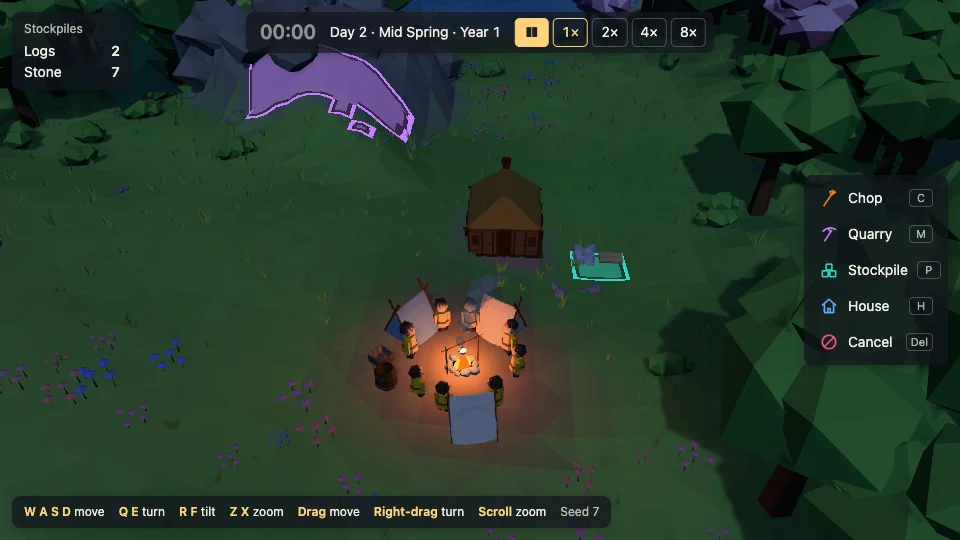 Stockpiles
Logs 2
Stone 7
00:00 Day 2 · Mid Spring · Year 1 1× 2× 4× 8×
Chop C
Quarry M
Stockpile P
House H
Cancel Del
W A S D move Q E turn R F tilt Z X zoom Drag move Right-drag turn Scroll zoom Seed 7